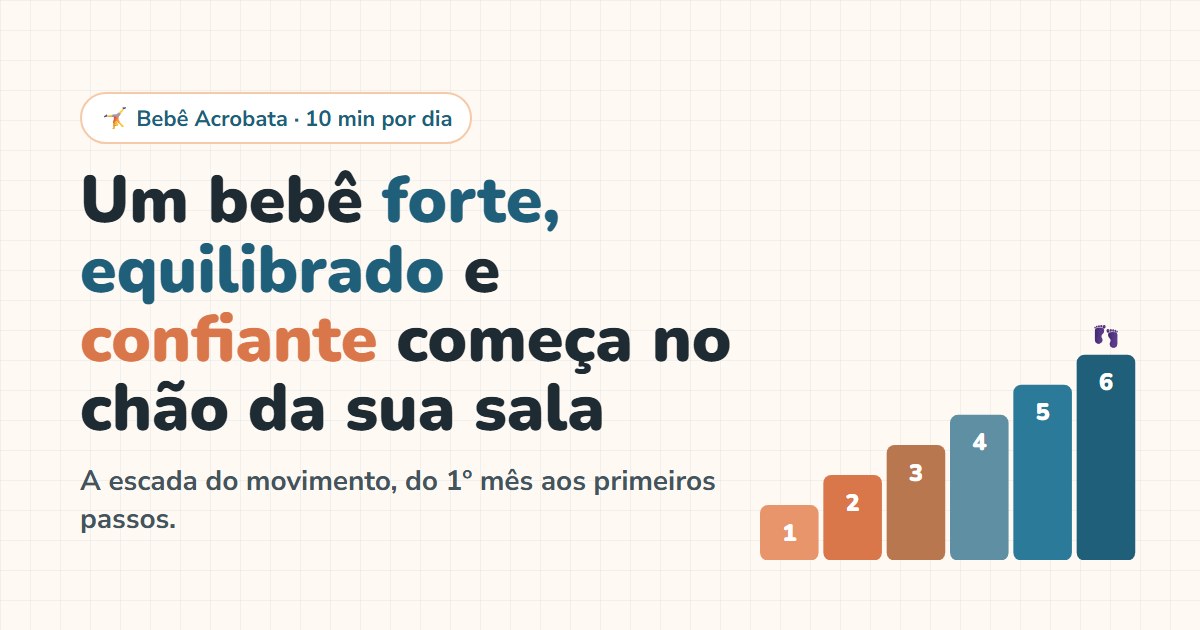 Bebê Acrobata · 10 min por dia
Um bebê forte,
equilibrado e
confiante começa no
chão da sua sala
A escada do movimento, do 1º mês aos primeiros
passos.
1
2
3
4
5
6